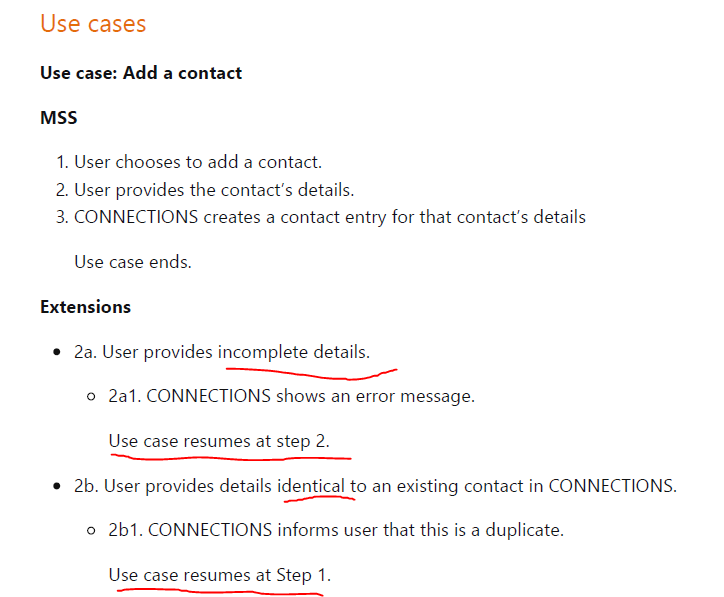 Use cases
Use case: Add a contact
MSS
1. User chooses to add a contact.
2. User provides the contact’s details.
3. CONNECTIONS creates a contact entry for that contact’s details
Use case ends.
Extensions
• 2a. User provides incomplete details.
○ 2a1. CONNECTIONS shows an error message.
Use case resumes at step 2.
• 2b. User provides details identical to an existing contact in CONNECTIONS.
○ 2b1. CONNECTIONS informs user that this is a duplicate.
Use case resumes at Step 1.